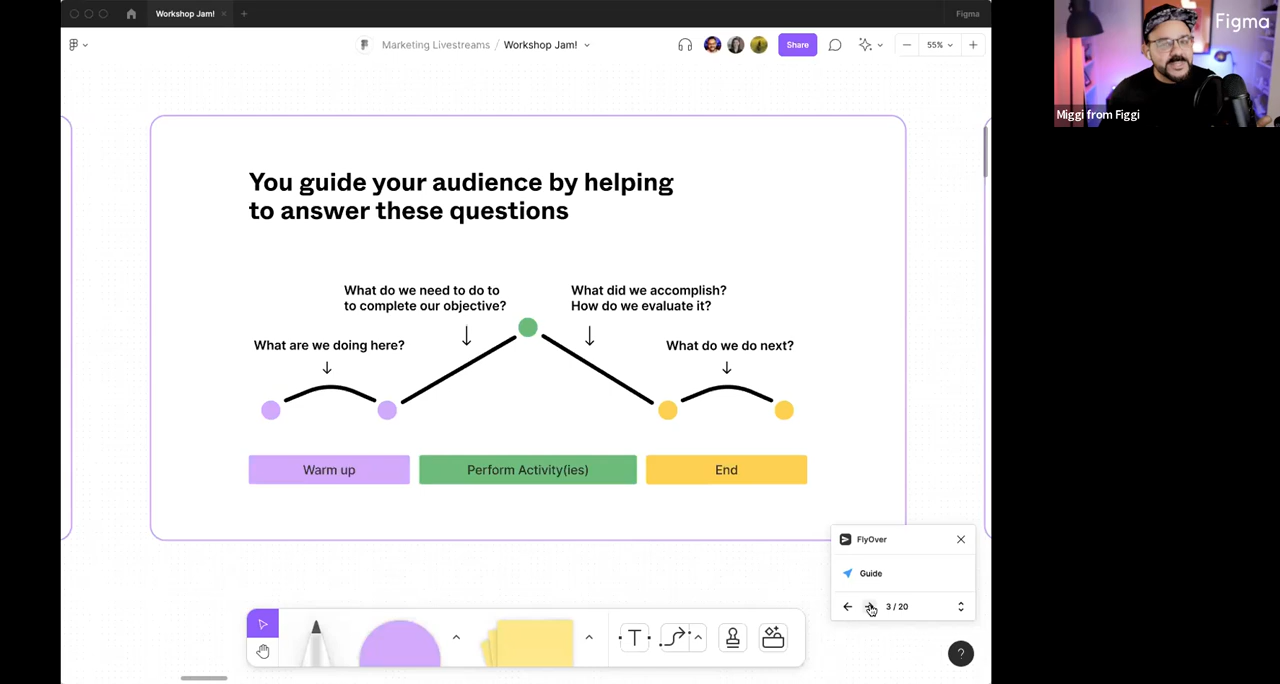 Workshop Jam!
Figma
Marketing Livestreams / Workshop Jam!
Share
55%
Figma
Miggi from Figgi
You guide your audience by helping
to answer these questions
What do we need to do to
to complete our objective?
What did we accomplish?
How do we evaluate it?
What are we doing here?
What do we do next?
Warm up
Perform Activity(ies)
End
FlyOver
Guide
3 / 20
T
?